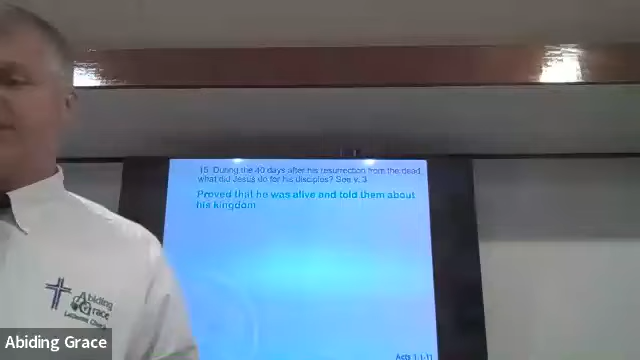 15. During the 40 days after his resurrection from the dead,
what did Jesus do for his disciples? See v. 3
Proved that he was alive and told them about
his kingdom
Abiding
Grace
Lutheran Church
Acts 1:1-11
Abiding Grace